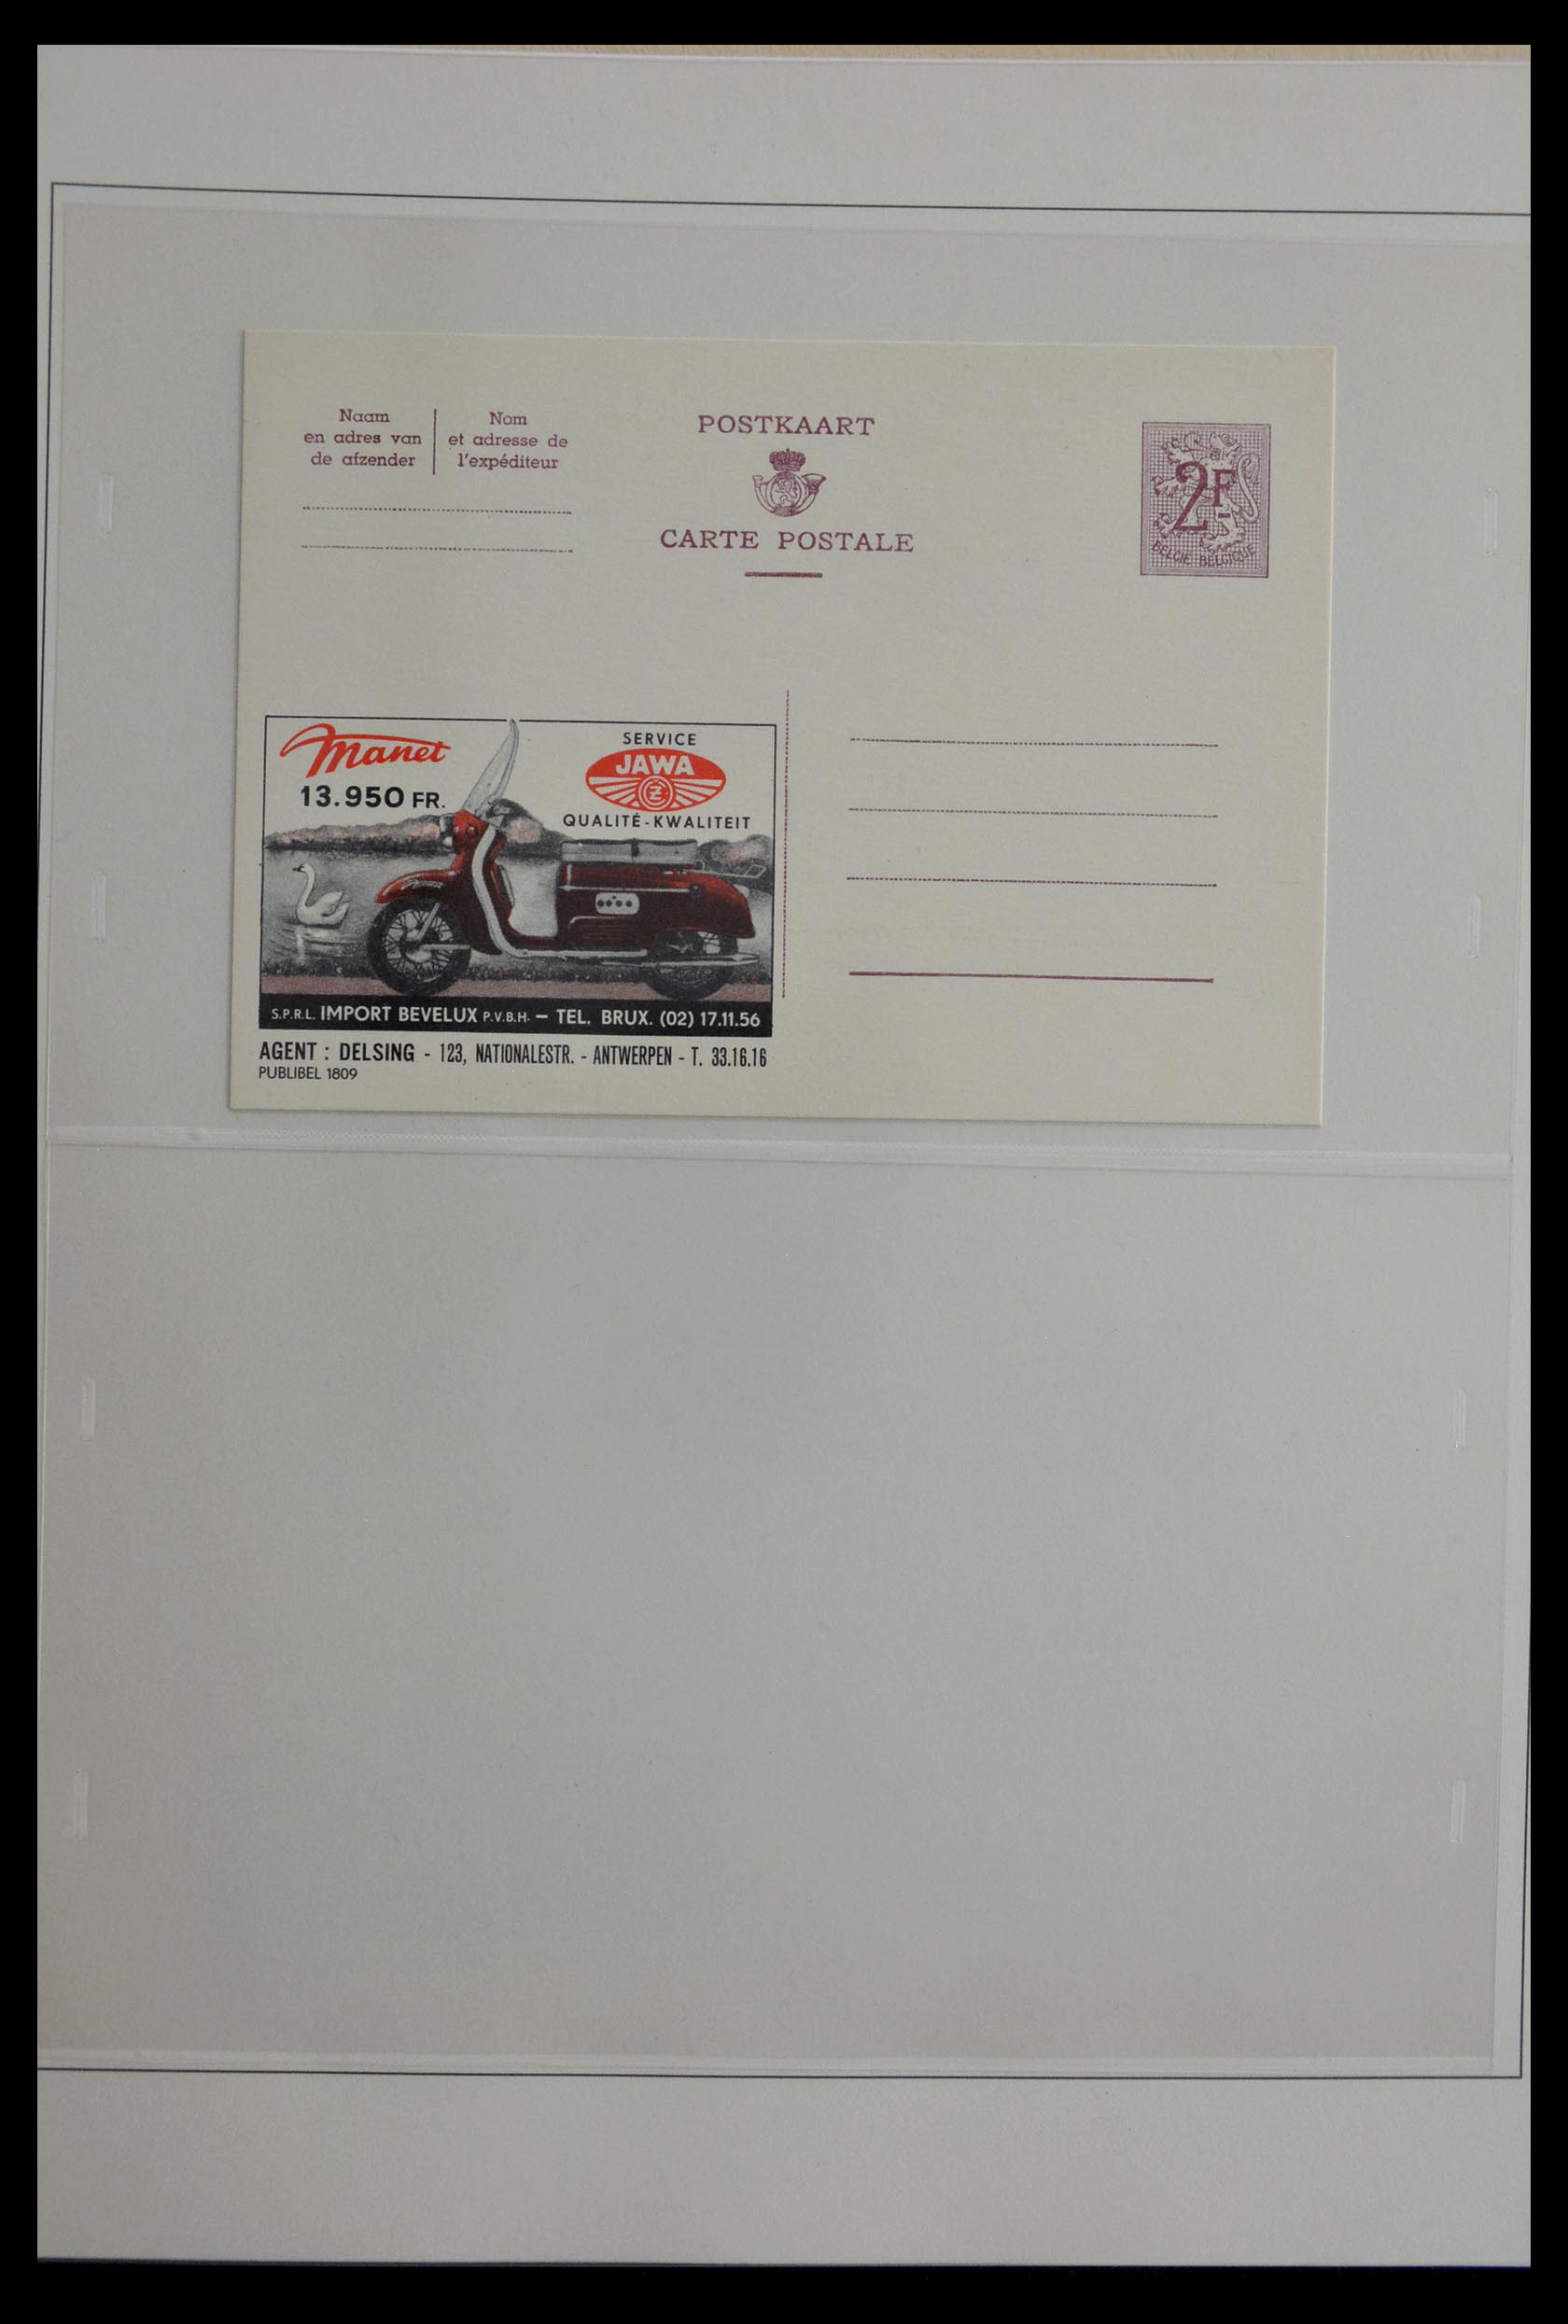 Naam
en adres van
de afzender
Nom
et adresse de
l'expéditeur
POSTKAART
CARTE POSTALE
2F
BELGIE BELGIQUE
Manet
13.950 FR.
SERVICE
JAWA
CZ
QUALITÉ-KWALITEIT
S.P.R.L. IMPORT BEVELUX P.V.B.H. — TEL. BRUX. (02) 17.11.56
AGENT : DELSING - 123, NATIONALESTR. - ANTWERPEN - T. 33.16.16
PUBLIBEL 1809